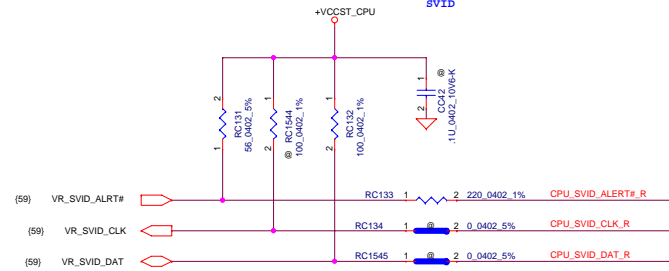 SVID
+VCCST_CPU
2
1
RC131
56_0402_5%
1
2
@ RC1544
100_0402_1%
1
2
RC132
100_0402_1%
1
2
@
CC42
.1U_0402_10V6-K
{59} VR_SVID_ALRT# RC133 1 2 220_0402_1% CPU_SVID_ALERT#_R
{59} VR_SVID_CLK RC134 1 @ 2 0_0402_5% CPU_SVID_CLK_R
{59} VR_SVID_DAT RC1545 1 @ 2 0_0402_5% CPU_SVID_DAT_R